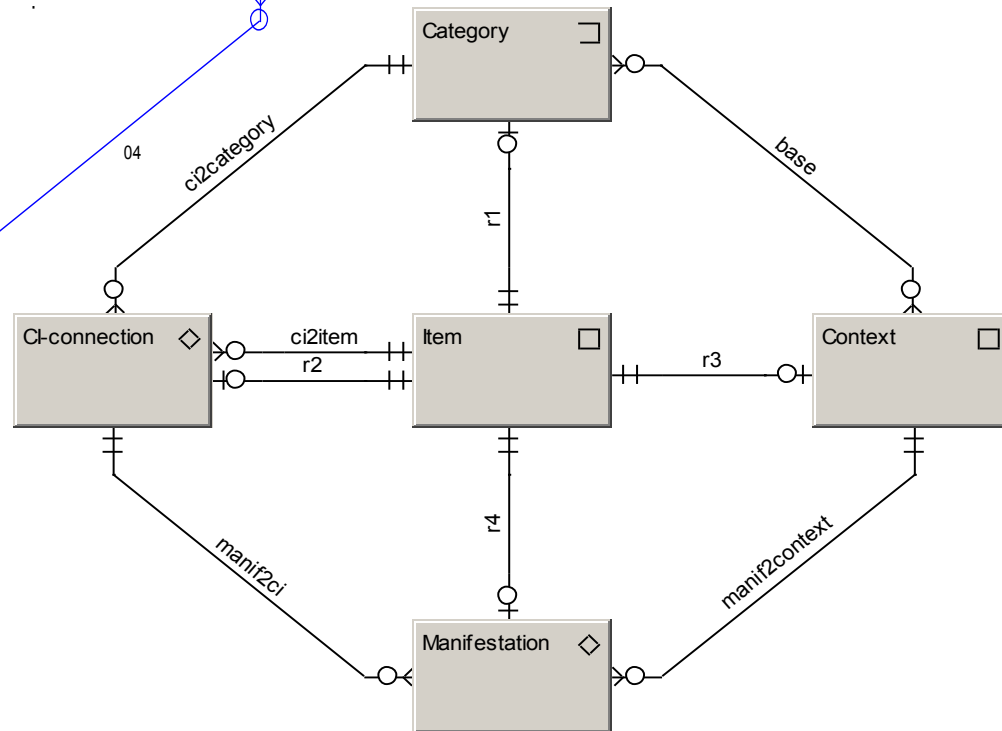 Category
04
ci2category
base
r1
CI-connection
ci2item
r2
Item
r3
Context
r4
manif2ci
manif2context
Manifestation